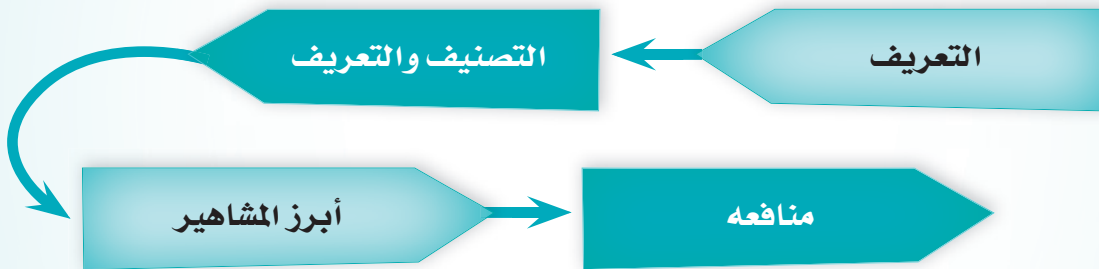 التعريف
التصنيف والتعريف
أبرز المشاهير
منافعه